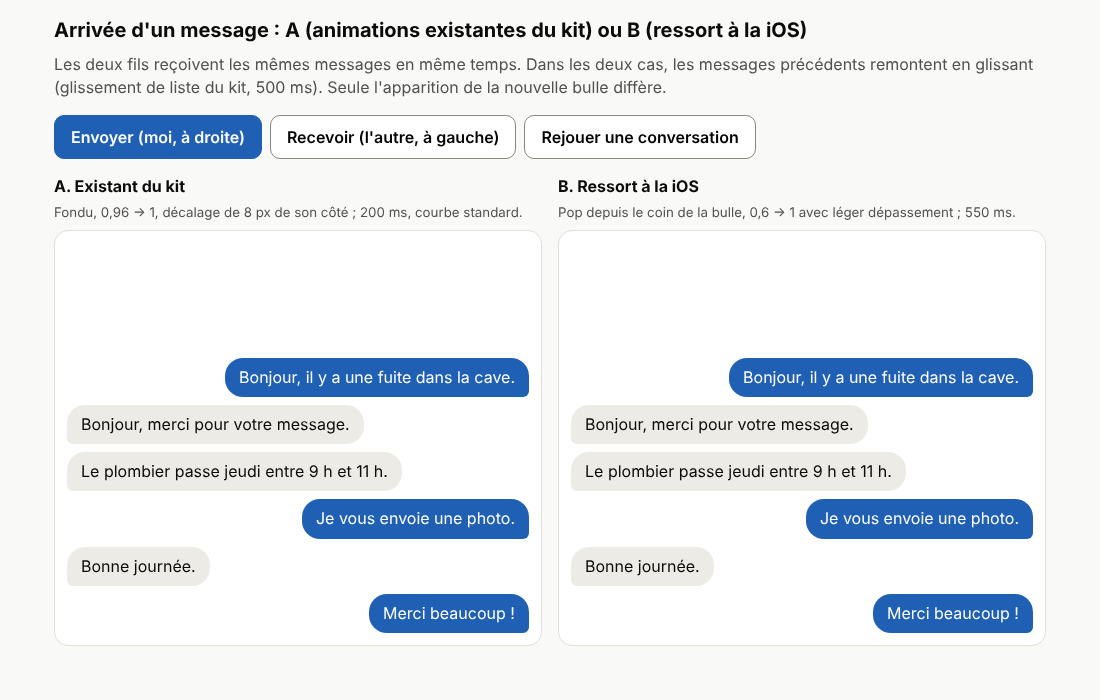 Arrivée d'un message : A (animations existantes du kit) ou B (ressort à la iOS)
Les deux fils reçoivent les mêmes messages en même temps. Dans les deux cas, les messages précédents remontent en glissant
(glissement de liste du kit, 500 ms). Seule l'apparition de la nouvelle bulle diffère.
Envoyer (moi, à droite)
Recevoir (l'autre, à gauche)
Rejouer une conversation
A. Existant du kit
Fondu, 0,96 → 1, décalage de 8 px de son côté ; 200 ms, courbe standard.
Bonjour, il y a une fuite dans la cave.
Bonjour, merci pour votre message.
Le plombier passe jeudi entre 9 h et 11 h.
Je vous envoie une photo.
Bonne journée.
Merci beaucoup !
B. Ressort à la iOS
Pop depuis le coin de la bulle, 0,6 → 1 avec léger dépassement ; 550 ms.
Bonjour, il y a une fuite dans la cave.
Bonjour, merci pour votre message.
Le plombier passe jeudi entre 9 h et 11 h.
Je vous envoie une photo.
Bonne journée.
Merci beaucoup !